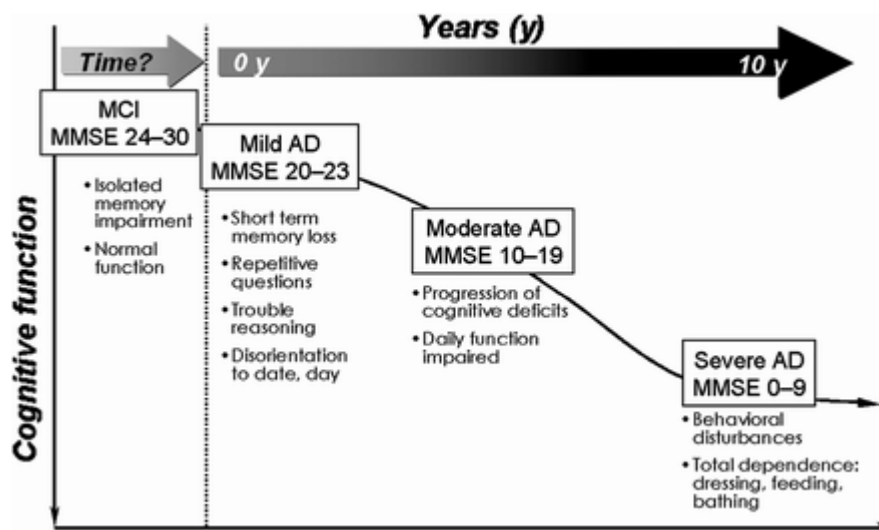 Years (y)
Time?
0 y
10 y
MCI
MMSE 24–30
Mild AD
MMSE 20–23
•Isolated
memory
impairment
•Normal
function
•Short term
memory loss
•Repetitive
questions
•Trouble
reasoning
•Disorientation
to date, day
Moderate AD
MMSE 10–19
•Progression of
cognitive deficits
•Daily function
impaired
Severe AD
MMSE 0–9
•Behavioral
disturbances
•Total dependence:
dressing, feeding,
bathing
Cognitive function